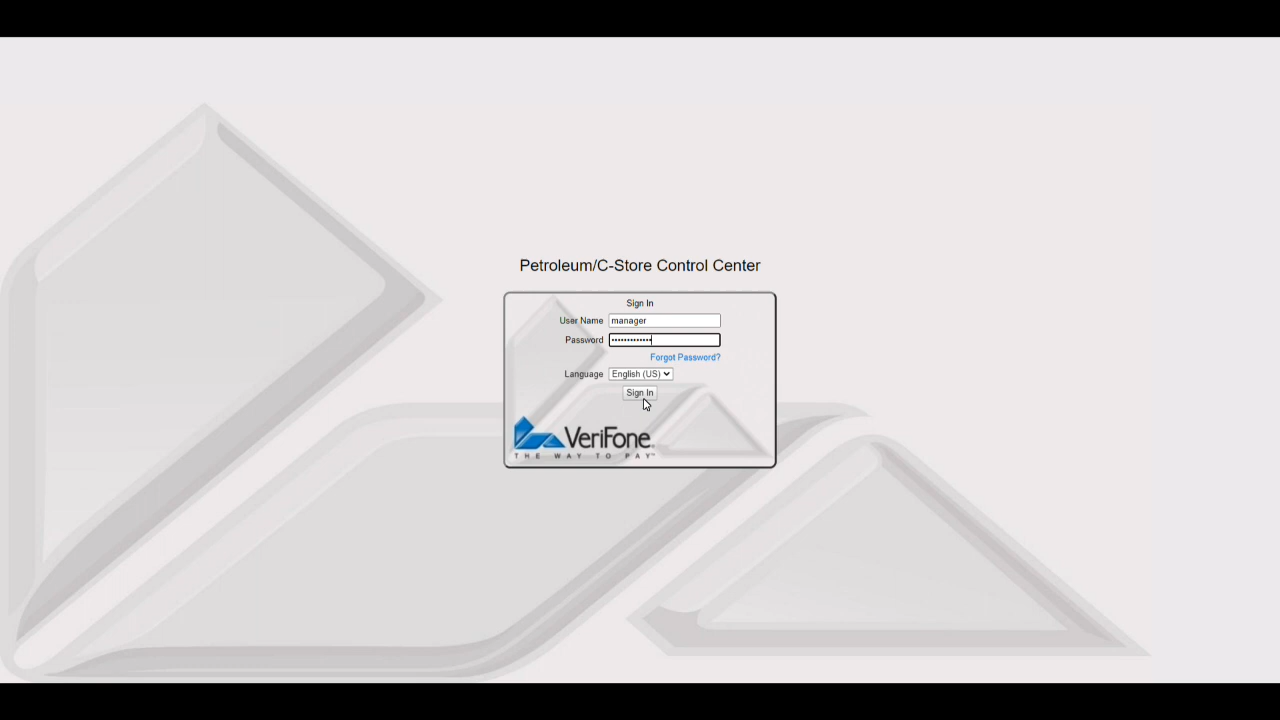 Petroleum/C-Store Control Center
Sign In
User Name manager
Password •••••••••••••
Forgot Password?
Language English (US)
Sign In
VeriFone
THE WAY TO PAY™